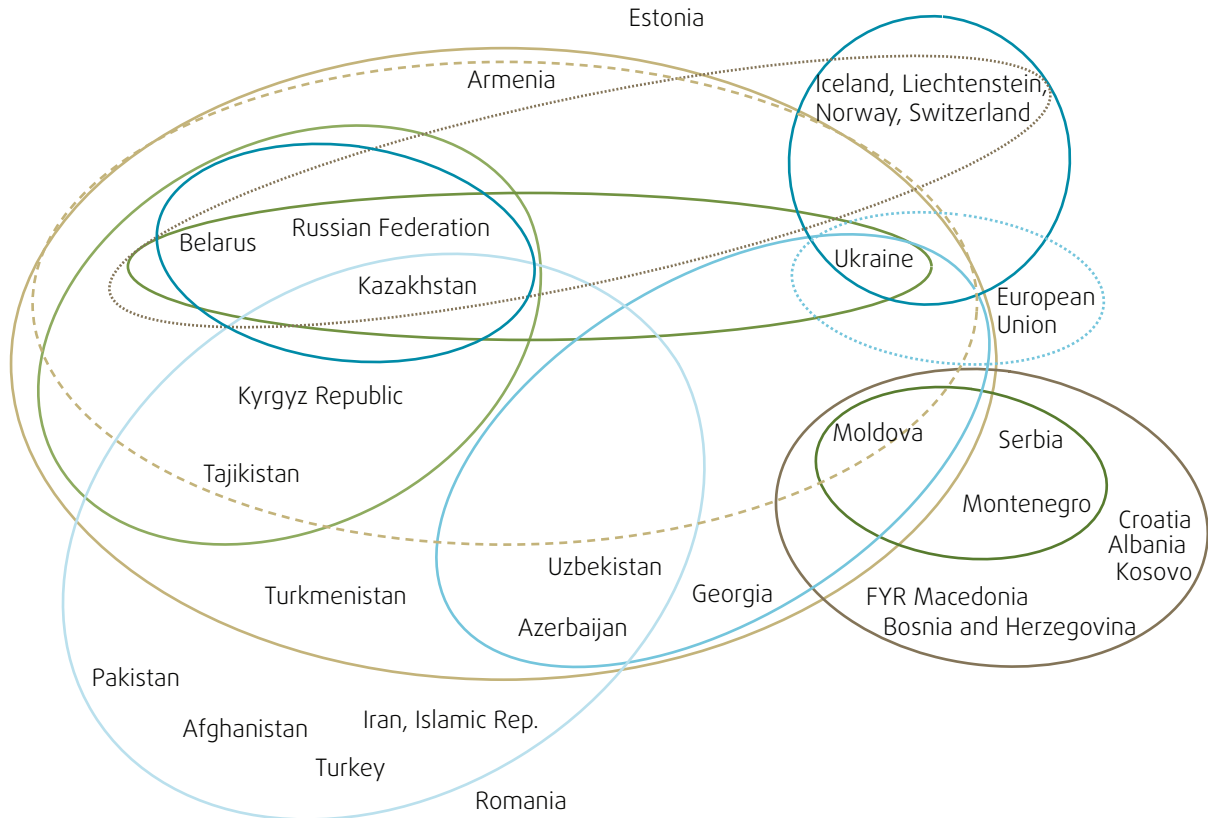 Estonia
Armenia
Iceland, Liechtenstein,
Norway, Switzerland
Russian Federation
Belarus
Ukraine
Kazakhstan
European
Union
Kyrgyz Republic
Moldova
Serbia
Tajikistan
Montenegro
Croatia
Albania
Kosovo
Uzbekistan
Turkmenistan
Georgia
FYR Macedonia
Azerbaijan
Bosnia and Herzegovina
Pakistan
Iran, Islamic Rep.
Afghanistan
Turkey
Romania